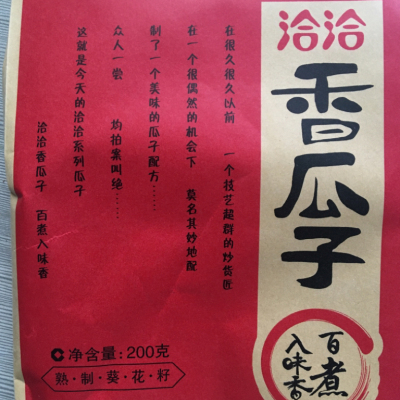 洽洽
香瓜子
百煮
入味香
在很久很久以前 一个技艺超群的炒货匠
在一个很偶然的机会下 莫名其妙地配
制了一个美味的瓜子配方……
众人一尝 均拍案叫绝……
这就是今天的洽洽系列瓜子
洽洽香瓜子 百煮入味香
净含量:200克
熟·制·葵·花·籽